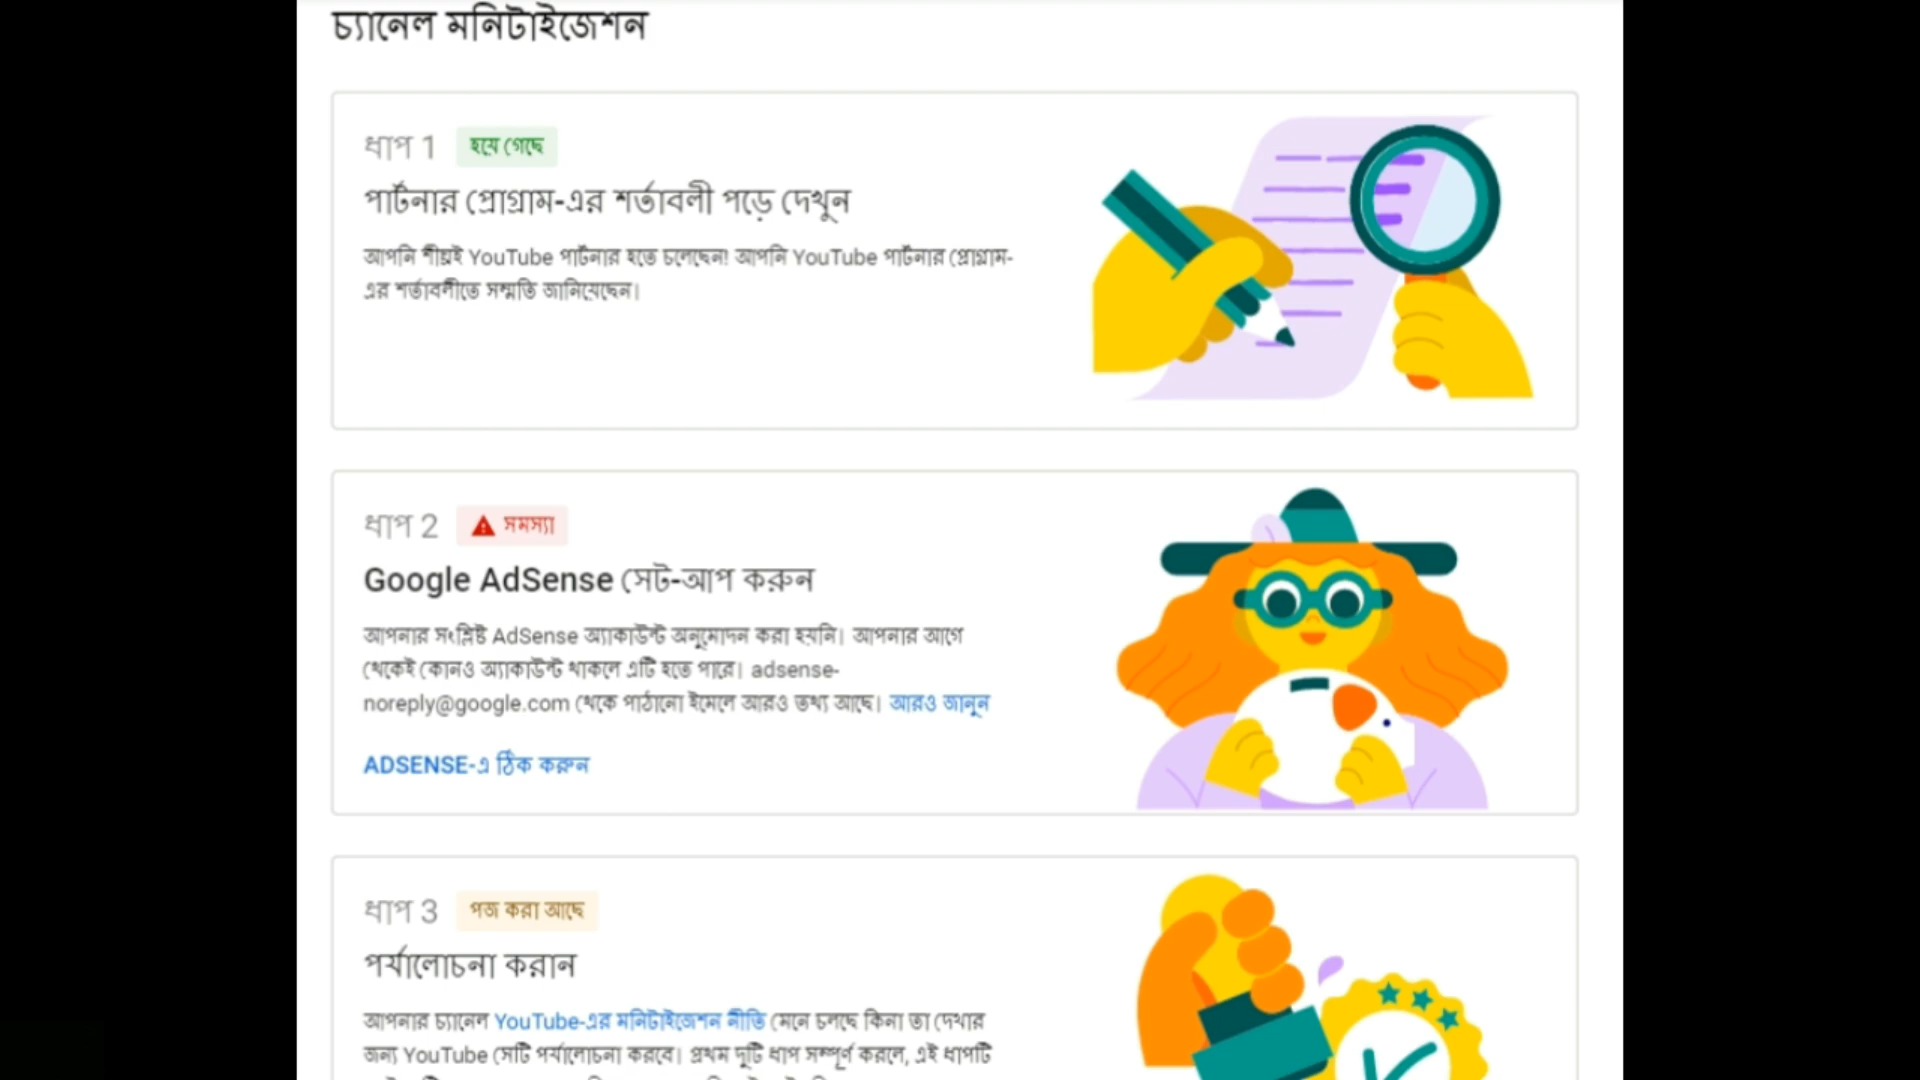 চ্যানেল মনিটাইজেশন
ধাপ 1 হয়ে গেছে
পার্টনার প্রোগ্রাম-এর শর্তাবলী পড়ে দেখুন
আপনি শীঘ্রই YouTube পার্টনার হতে চলেছেন! আপনি YouTube পার্টনার প্রোগ্রাম-
এর শর্তাবলীতে সম্মতি জানিয়েছেন।
ধাপ 2 সমস্যা
Google AdSense সেট-আপ করুন
আপনার সংশ্লিষ্ট AdSense অ্যাকাউন্ট অনুমোদন করা হয়নি। আপনার আগে
থেকেই কোনও অ্যাকাউন্ট থাকলে এটি হতে পারে। adsense-
noreply@google.com থেকে পাঠানো ইমেলে আরও তথ্য আছে। আরও জানুন
ADSENSE-এ ঠিক করুন
ধাপ 3 পজ করা আছে
পর্যালোচনা করান
আপনার চ্যানেল YouTube-এর মনিটাইজেশন নীতি মেনে চলছে কিনা তা দেখার
জন্য YouTube সেটি পর্যালোচনা করবে। প্রথম দুটি ধাপ সম্পূর্ণ করলে, এই ধাপটি